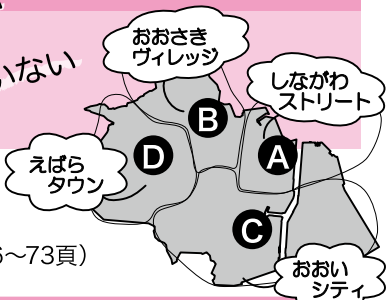 いない
おおさき
ヴィレッジ
しながわ
ストリート
B
D
A
えばら
タウン
C
~73頁)
おおい
シティ